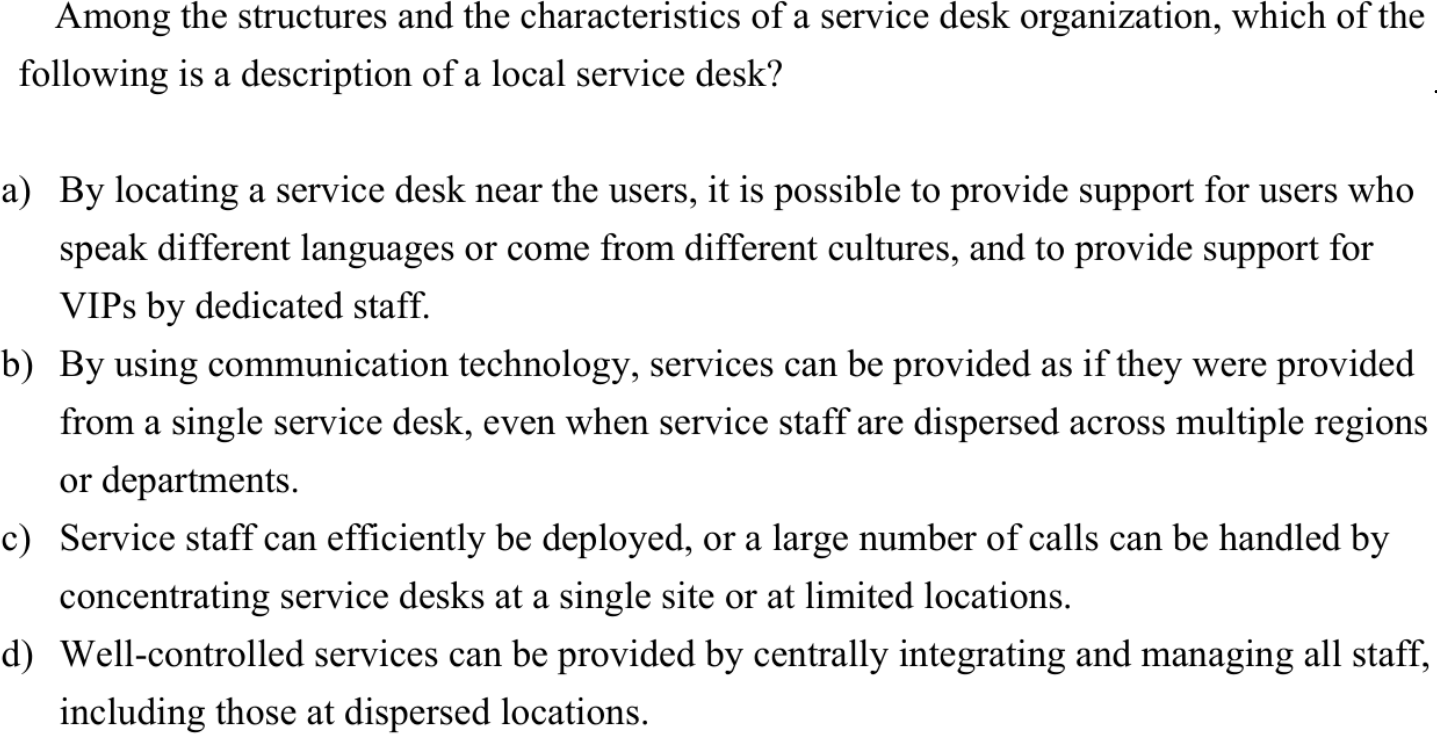 Among the structures and the characteristics of a service desk organization, which of the
following is a description of a local service desk?
a) By locating a service desk near the users, it is possible to provide support for users who
speak different languages or come from different cultures, and to provide support for
VIPs by dedicated staff.
b) By using communication technology, services can be provided as if they were provided
from a single service desk, even when service staff are dispersed across multiple regions
or departments.
c) Service staff can efficiently be deployed, or a large number of calls can be handled by
concentrating service desks at a single site or at limited locations.
d) Well-controlled services can be provided by centrally integrating and managing all staff,
including those at dispersed locations.